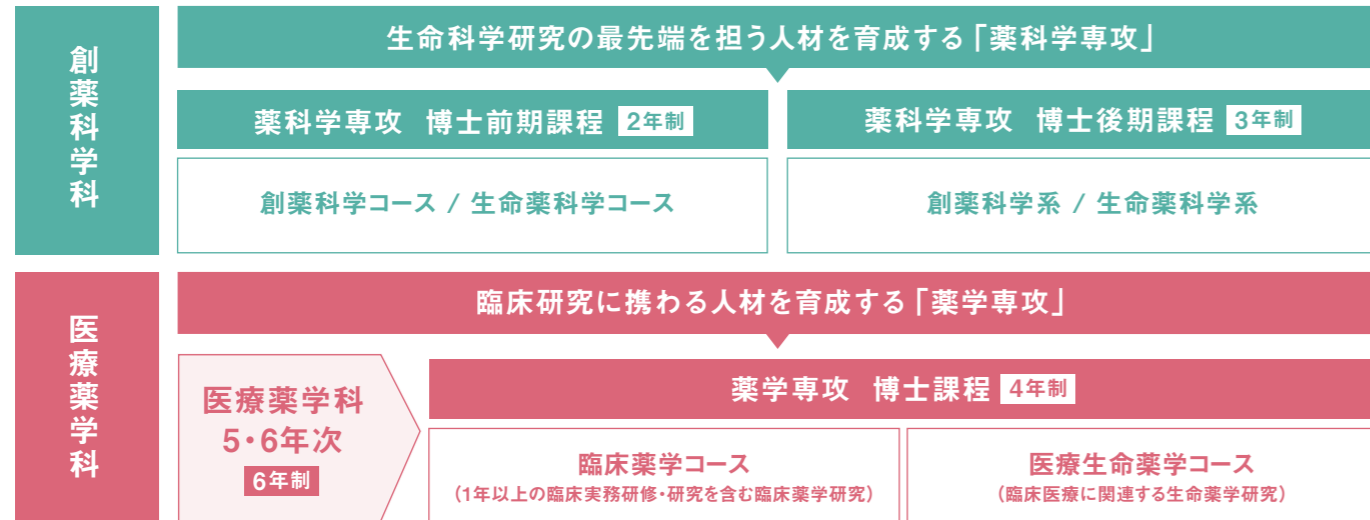 創薬科学科
生命科学研究の最先端を担う人材を育成する「薬科学専攻」
薬科学専攻 博士前期課程 2年制
創薬科学コース / 生命薬科学コース
薬科学専攻 博士後期課程 3年制
創薬科学系 / 生命薬科学系
医療薬学科
臨床研究に携わる人材を育成する「薬学専攻」
医療薬学科
5・6年次
6年制
薬学専攻 博士課程 4年制
臨床薬学コース
(1年以上の臨床実務研修・研究を含む臨床薬学研究)
医療生命薬学コース
(臨床医療に関連する生命薬学研究)